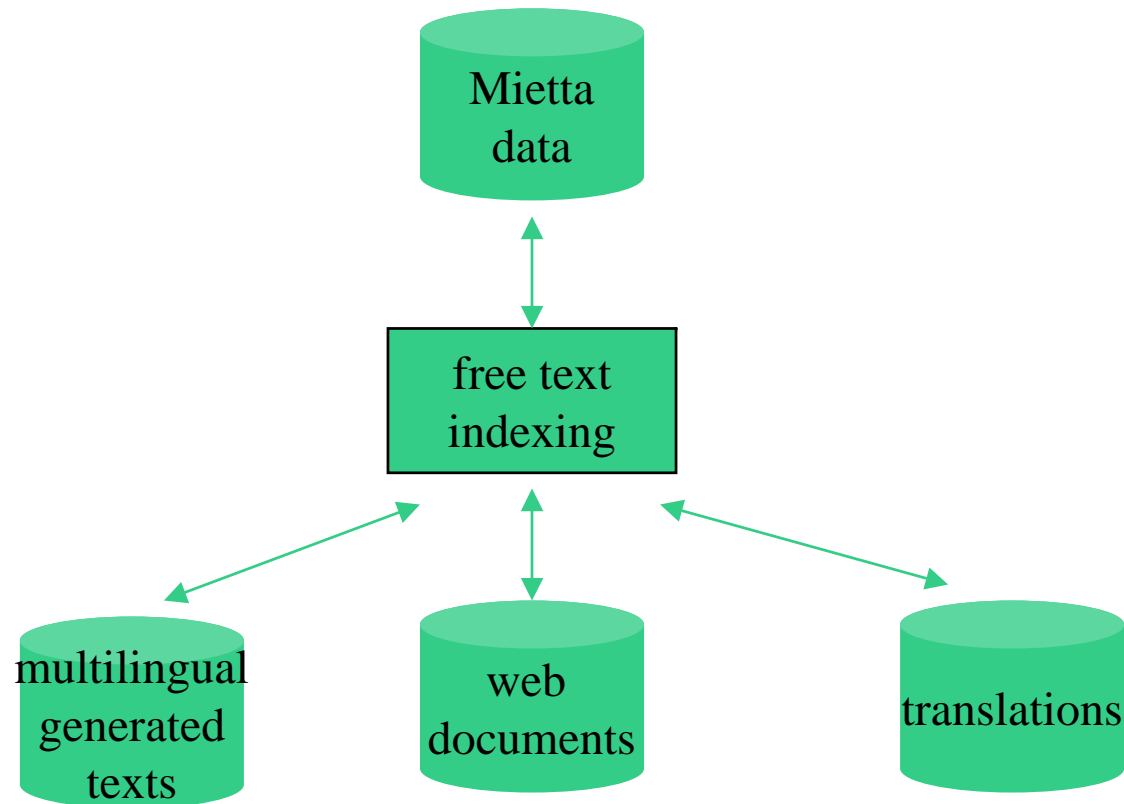 Mietta
data
free text
indexing
multilingual
generated
texts
web
documents
translations